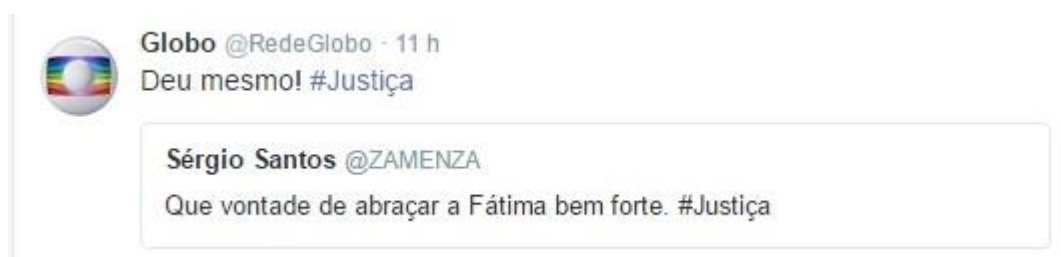 Globo @RedeGlobo · 11 h
Deu mesmo! #Justiça
Sérgio Santos @ZAMENZA
Que vontade de abraçar a Fátima bem forte. #Justiça